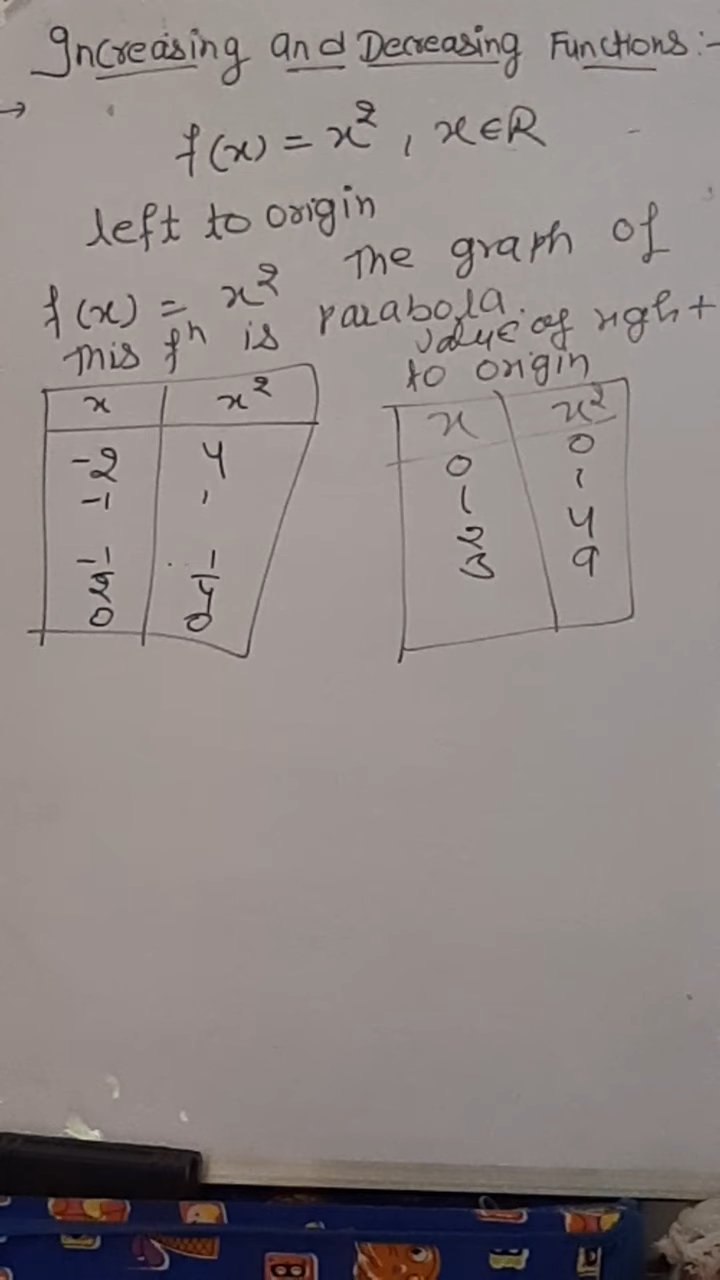 Increasing and Decreasing Functions :-
→ f(x) = x², x∈R
left to origin
f(x) = x² The graph of
This fⁿ is parabola.
value of right
to origin
x x²
-2 4
-1 1
-1/2 1/4
0 0
x x²
0 0
1 1
2 4
3 9